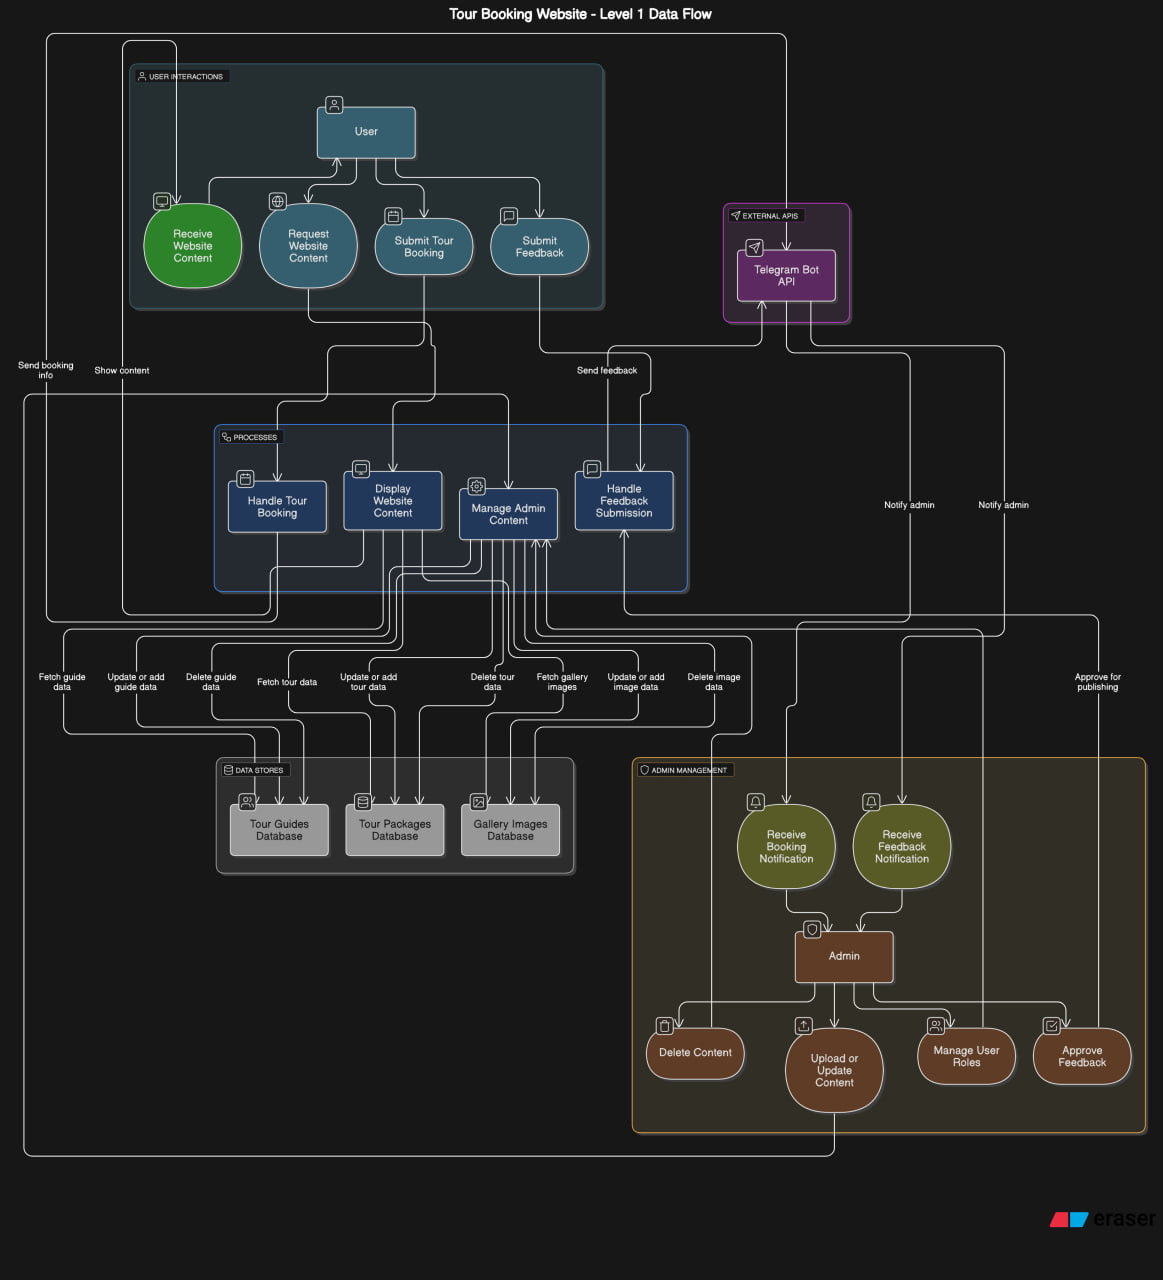 Tour Booking Website - Level 1 Data Flow
USER INTERACTIONS
User
Receive
Website
Content
Request
Website
Content
Submit Tour
Booking
Submit
Feedback
EXTERNAL APIS
Telegram Bot
API
Send booking
info
Show content
Send feedback
PROCESSES
Handle Tour
Booking
Display
Website
Content
Manage Admin
Content
Handle
Feedback
Submission
Notify admin
Notify admin
Fetch guide
data
Update or add
guide data
Delete guide
data
Fetch tour data
Update or add
tour data
Delete tour
data
Fetch gallery
images
Update or add
image data
Delete image
data
Approve for
publishing
DATA STORES
Tour Guides
Database
Tour Packages
Database
Gallery Images
Database
ADMIN MANAGEMENT
Receive
Booking
Notification
Receive
Feedback
Notification
Admin
Delete Content
Upload or
Update
Content
Manage User
Roles
Approve
Feedback
eraser